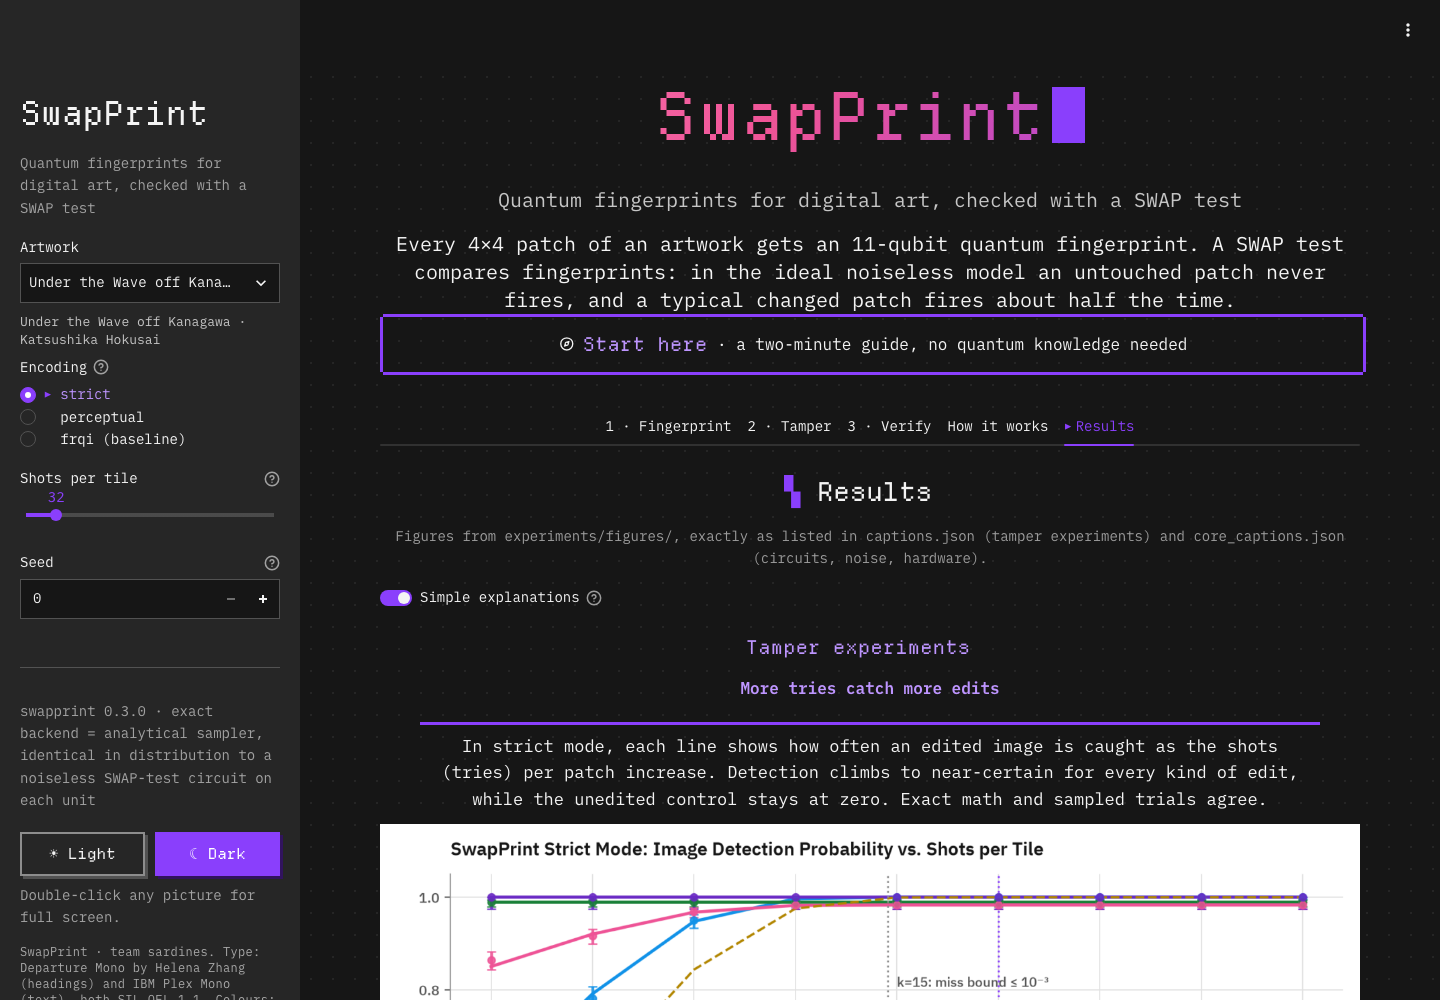 SwapPrint
Quantum fingerprints for
digital art, checked with a
SWAP test
Artwork
Under the Wave off Kana…
Under the Wave off Kanagawa ·
Katsushika Hokusai
Encoding
▸ strict
perceptual
frqi (baseline)
Shots per tile
32
Seed
0
swapprint 0.3.0 · exact
backend = analytical sampler,
identical in distribution to a
noiseless SWAP-test circuit on
each unit
☀ Light
☾ Dark
Double-click any picture for
full screen.
SwapPrint · team sardines. Type:
Departure Mono by Helena Zhang
(headings) and IBM Plex Mono
(text), both SIL OFL 1.1. Colours:
SwapPrint
Quantum fingerprints for digital art, checked with a SWAP test
Every 4×4 patch of an artwork gets an 11-qubit quantum fingerprint. A SWAP test
compares fingerprints: in the ideal noiseless model an untouched patch never
fires, and a typical changed patch fires about half the time.
Start here · a two-minute guide, no quantum knowledge needed
1 · Fingerprint 2 · Tamper 3 · Verify How it works ▸ Results
Results
Figures from experiments/figures/, exactly as listed in captions.json (tamper experiments) and core_captions.json
(circuits, noise, hardware).
Simple explanations
Tamper experiments
More tries catch more edits
In strict mode, each line shows how often an edited image is caught as the shots
(tries) per patch increase. Detection climbs to near-certain for every kind of edit,
while the unedited control stays at zero. Exact math and sampled trials agree.
SwapPrint Strict Mode: Image Detection Probability vs. Shots per Tile
1.0
k=15: miss bound ≤ 10⁻³
0.8